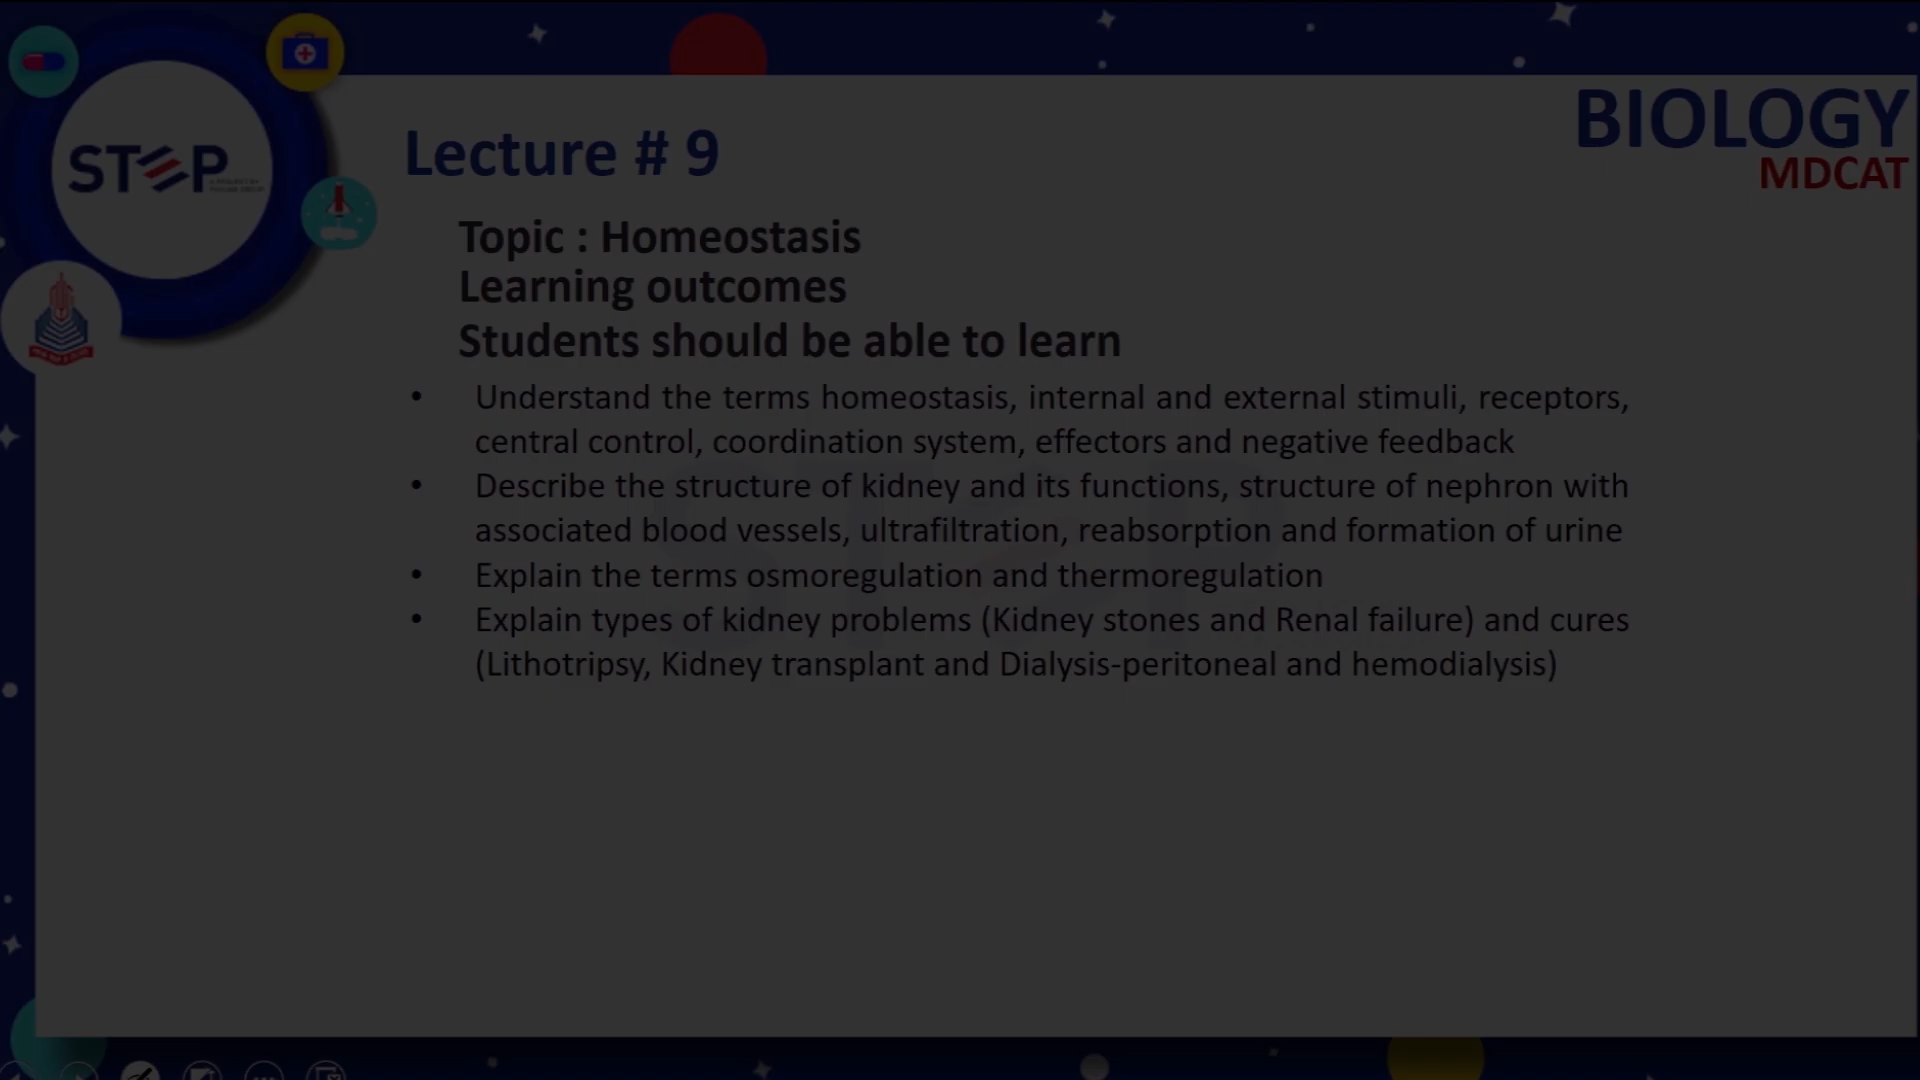 BIOLOGY
MDCAT
STEP
Lecture # 9
Topic : Homeostasis
Learning outcomes
Students should be able to learn
• Understand the terms homeostasis, internal and external stimuli, receptors,
central control, coordination system, effectors and negative feedback
• Describe the structure of kidney and its functions, structure of nephron with
associated blood vessels, ultrafiltration, reabsorption and formation of urine
• Explain the terms osmoregulation and thermoregulation
• Explain types of kidney problems (Kidney stones and Renal failure) and cures
(Lithotripsy, Kidney transplant and Dialysis-peritoneal and hemodialysis)